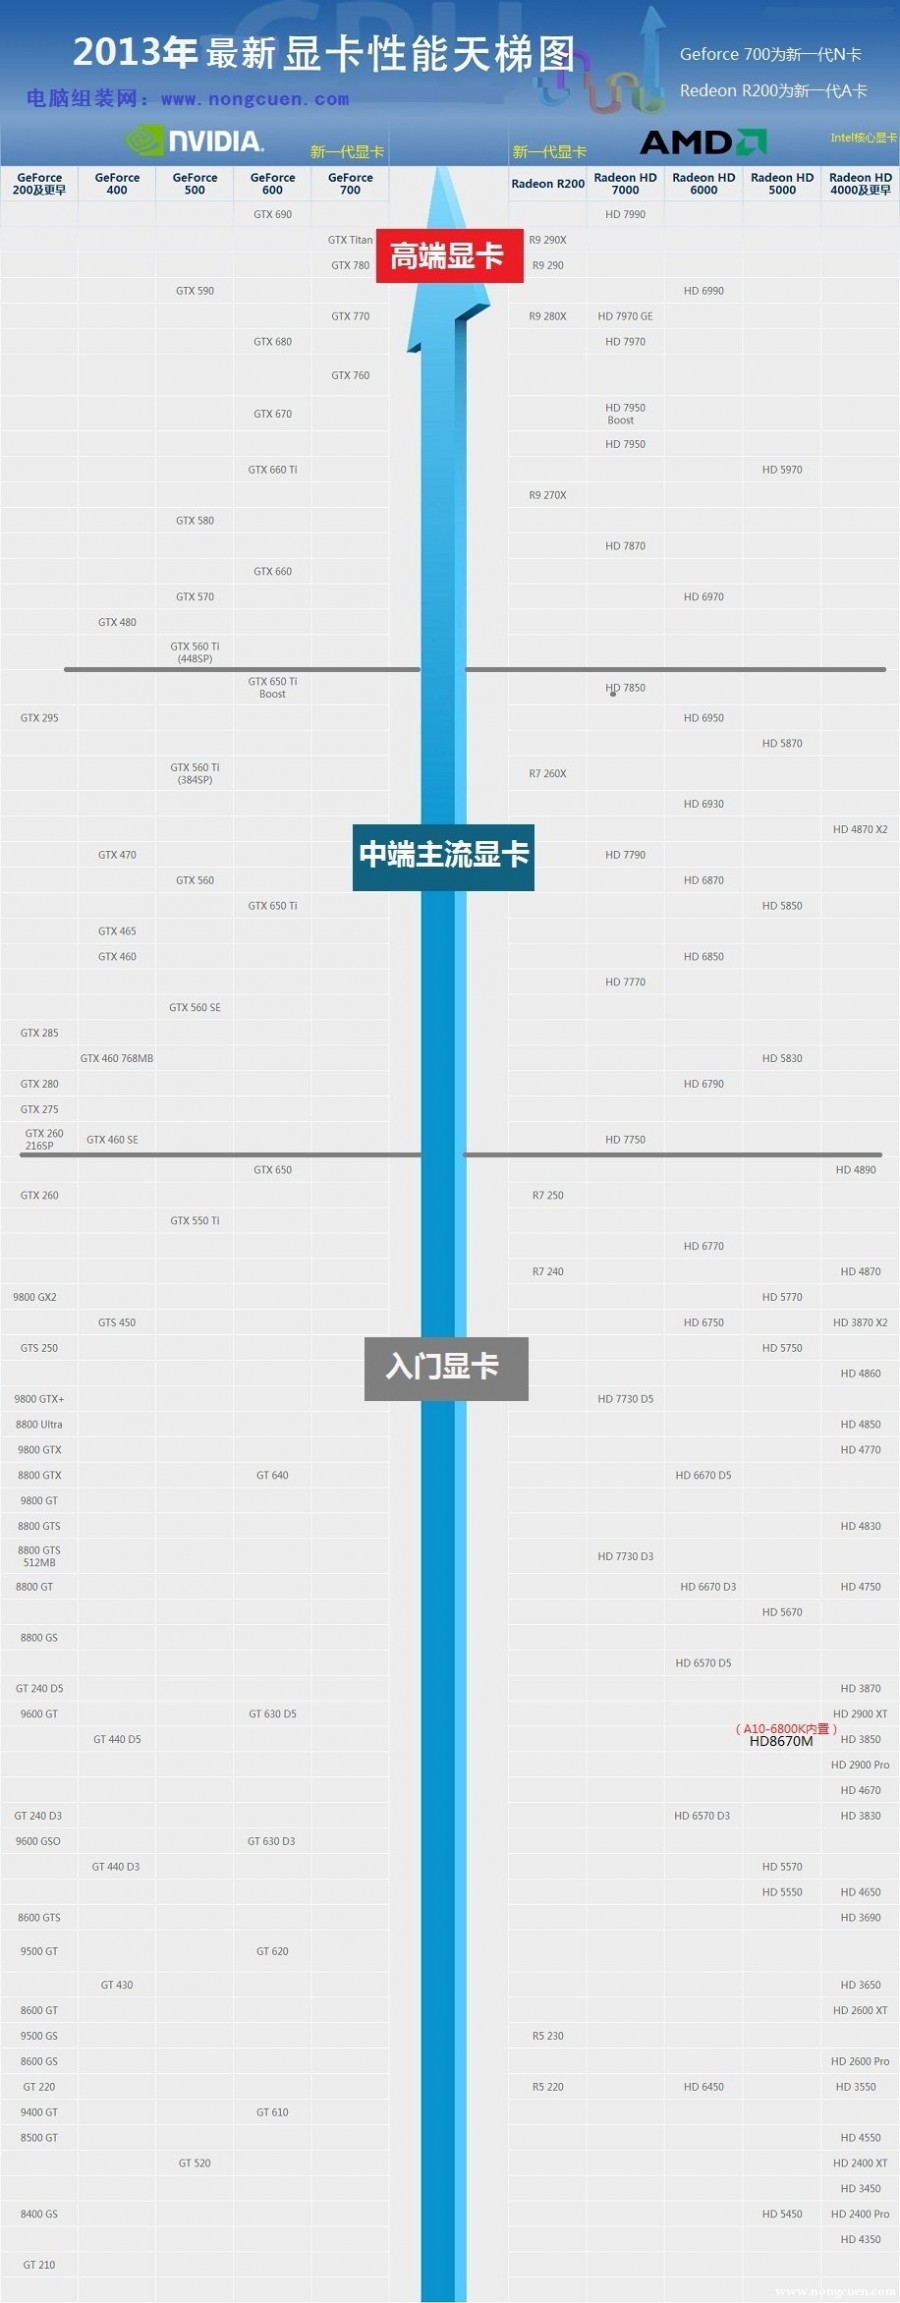 2013年最新显卡性能天梯图
Geforce 700为新一代N卡
电脑组装网：www.nongcuen.com
Redeon R200为新一代A卡
NVIDIA. 新一代显卡 新一代显卡 AMD Intel核心显卡
GeForce 200及更早 GeForce 400 GeForce 500 GeForce 600 GeForce 700 Radeon R200 Radeon HD 7000 Radeon HD 6000 Radeon HD 5000 Radeon HD 4000及更早
GTX 690 HD 7990
GTX Titan R9 290X
高端显卡
GTX 780 R9 290
GTX 590 HD 6990
GTX 770 R9 280X HD 7970 GE
GTX 680 HD 7970
GTX 760
GTX 670 HD 7950 Boost
HD 7950
GTX 660 Ti HD 5970
R9 270X
GTX 580
HD 7870
GTX 660
GTX 570 HD 6970
GTX 480
GTX 560 Ti (448SP)
GTX 650 Ti Boost HD 7850
GTX 295 HD 6950
HD 5870
GTX 560 Ti (384SP) R7 260X
HD 6930
HD 4870 X2
中端主流显卡
GTX 470 HD 7790
GTX 560 HD 6870
GTX 650 Ti HD 5850
GTX 465
GTX 460 HD 6850
HD 7770
GTX 560 SE
GTX 285
GTX 460 768MB HD 5830
GTX 280 HD 6790
GTX 275
GTX 260 216SP GTX 460 SE HD 7750
GTX 650 HD 4890
GTX 260 R7 250
GTX 550 Ti
HD 6770
R7 240 HD 4870
9800 GX2 HD 5770
GTS 450 HD 6750 HD 3870 X2
GTS 250 HD 5750
入门显卡
HD 4860
9800 GTX+ HD 7730 D5
8800 Ultra HD 4850
9800 GTX HD 4770
8800 GTX GT 640 HD 6670 D5
9800 GT
8800 GTS HD 4830
8800 GTS 512MB HD 7730 D3
8800 GT HD 6670 D3 HD 4750
HD 5670
8800 GS
HD 6570 D5
GT 240 D5 HD 3870
9600 GT GT 630 D5 HD 2900 XT
（A10-6800K内置）
GT 440 D5 HD8670M HD 3850
HD 2900 Pro
HD 4670
GT 240 D3 HD 6570 D3 HD 3830
9600 GSO GT 630 D3
GT 440 D3 HD 5570
HD 5550 HD 4650
8600 GTS HD 3690
9500 GT GT 620
GT 430 HD 3650
8600 GT HD 2600 XT
9500 GS R5 230
8600 GS HD 2600 Pro
GT 220 R5 220 HD 6450 HD 3550
9400 GT GT 610
8500 GT HD 4550
GT 520 HD 2400 XT
HD 3450
8400 GS HD 5450 HD 2400 Pro
HD 4350
GT 210
www.nongcuen.com